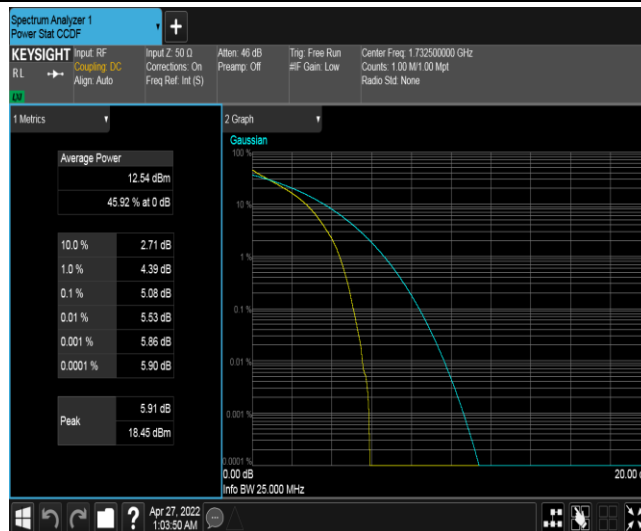 Spectrum Analyzer 1
Power Stat CCDF
+
KEYSIGHT
RL
LV
Input: RF
Coupling: DC
Align: Auto
Input Z: 50 Ω
Corrections: On
Freq Ref: Int (S)
Atten: 46 dB
Preamp: Off
Trig: Free Run
#IF Gain: Low
Center Freq: 1.732500000 GHz
Counts: 1.00 M/1.00 Mpt
Radio Std: None
1 Metrics
Average Power
12.54 dBm
45.92 % at 0 dB
10.0 % 2.71 dB
1.0 % 4.39 dB
0.1 % 5.08 dB
0.01 % 5.53 dB
0.001 % 5.86 dB
0.0001 % 5.90 dB
Peak
5.91 dB
18.45 dBm
2 Graph
Gaussian
100 %
10 %
1 %
0.1 %
0.01 %
0.001 %
0.0001 %
0.00 dB
20.00
Info BW 25.000 MHz
?
Apr 27, 2022
1:03:50 AM